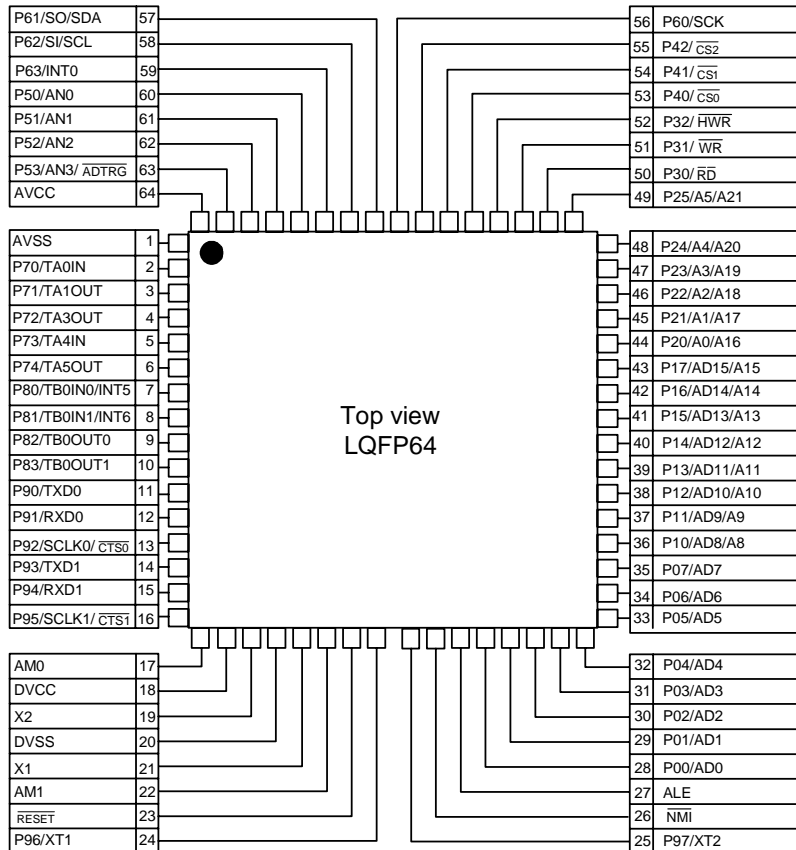 P61/SO/SDA 57
P62/SI/SCL 58
P63/INT0 59
P50/AN0 60
P51/AN1 61
P52/AN2 62
P53/AN3/ADTRG 63
AVCC 64
56 P60/SCK
55 P42/CS2
54 P41/CS1
53 P40/CS0
52 P32/HWR
51 P31/WR
50 P30/RD
49 P25/A5/A21
AVSS 1
P70/TA0IN 2
P71/TA1OUT 3
P72/TA3OUT 4
P73/TA4IN 5
P74/TA5OUT 6
P80/TB0IN0/INT5 7
P81/TB0IN1/INT6 8
P82/TB0OUT0 9
P83/TB0OUT1 10
P90/TXD0 11
P91/RXD0 12
P92/SCLK0/CTS0 13
P93/TXD1 14
P94/RXD1 15
P95/SCLK1/CTS1 16
Top view
LQFP64
48 P24/A4/A20
47 P23/A3/A19
46 P22/A2/A18
45 P21/A1/A17
44 P20/A0/A16
43 P17/AD15/A15
42 P16/AD14/A14
41 P15/AD13/A13
40 P14/AD12/A12
39 P13/AD11/A11
38 P12/AD10/A10
37 P11/AD9/A9
36 P10/AD8/A8
35 P07/AD7
34 P06/AD6
33 P05/AD5
AM0 17
DVCC 18
X2 19
DVSS 20
X1 21
AM1 22
RESET 23
P96/XT1 24
32 P04/AD4
31 P03/AD3
30 P02/AD2
29 P01/AD1
28 P00/AD0
27 ALE
26 NMI
25 P97/XT2